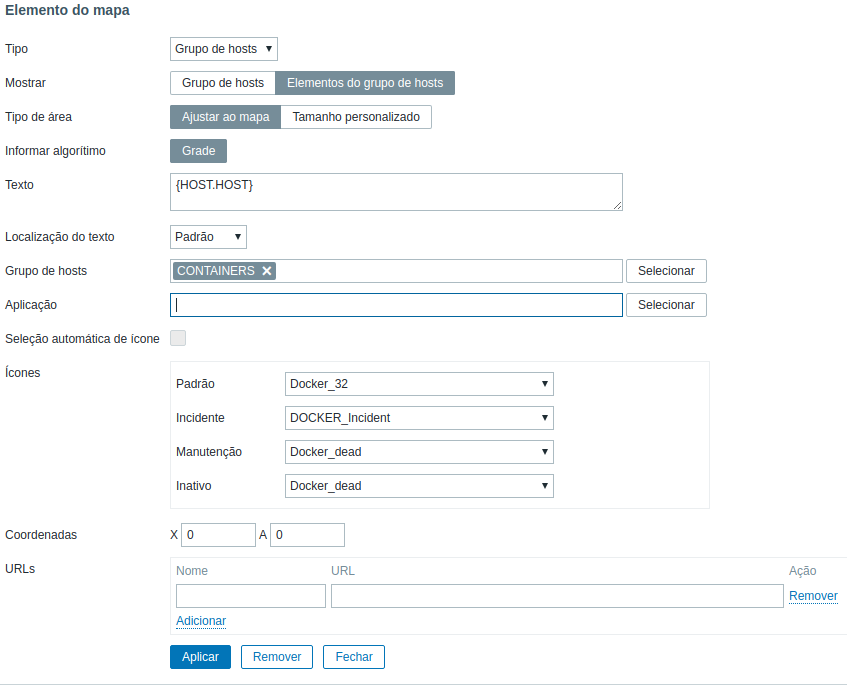 Elemento do mapa
Tipo Grupo de hosts
Mostrar Grupo de hosts Elementos do grupo de hosts
Tipo de área Ajustar ao mapa Tamanho personalizado
Informar algorítimo Grade
Texto {HOST.HOST}
Localização do texto Padrão
Grupo de hosts CONTAINERS Selecionar
Aplicação Selecionar
Seleção automática de ícone
Ícones
Padrão Docker_32
Incidente DOCKER_Incident
Manutenção Docker_dead
Inativo Docker_dead
Coordenadas X 0 A 0
URLs Nome URL Ação
Remover
Adicionar
Aplicar Remover Fechar